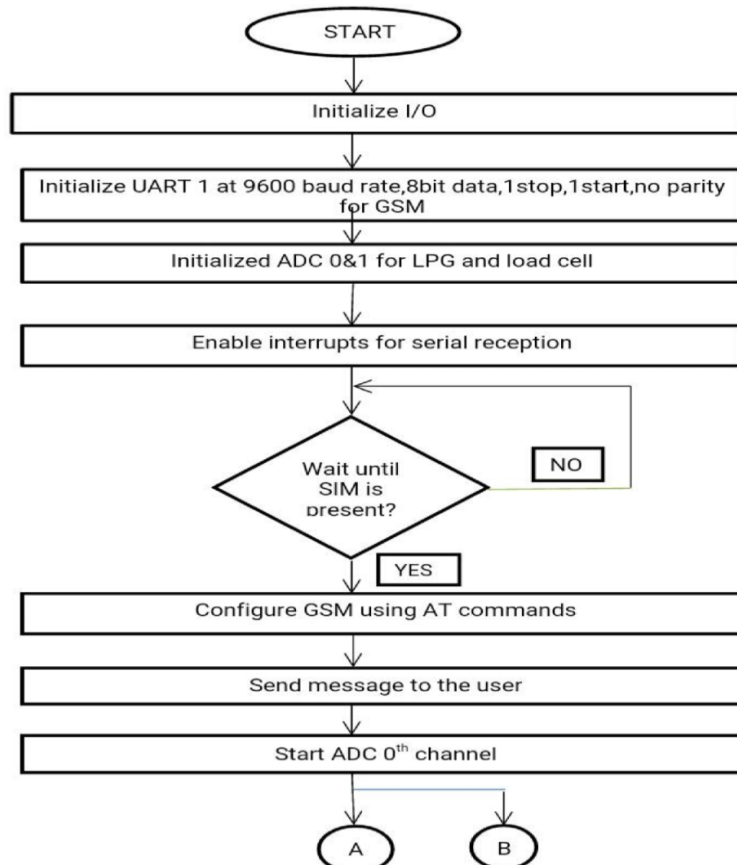 START
Initialize I/O
Initialize UART 1 at 9600 baud rate,8bit data,1stop,1start,no parity
for GSM
Initialized ADC 0&1 for LPG and load cell
Enable interrupts for serial reception
Wait until
SIM is
present?
NO
YES
Configure GSM using AT commands
Send message to the user
Start ADC 0th channel
A
B